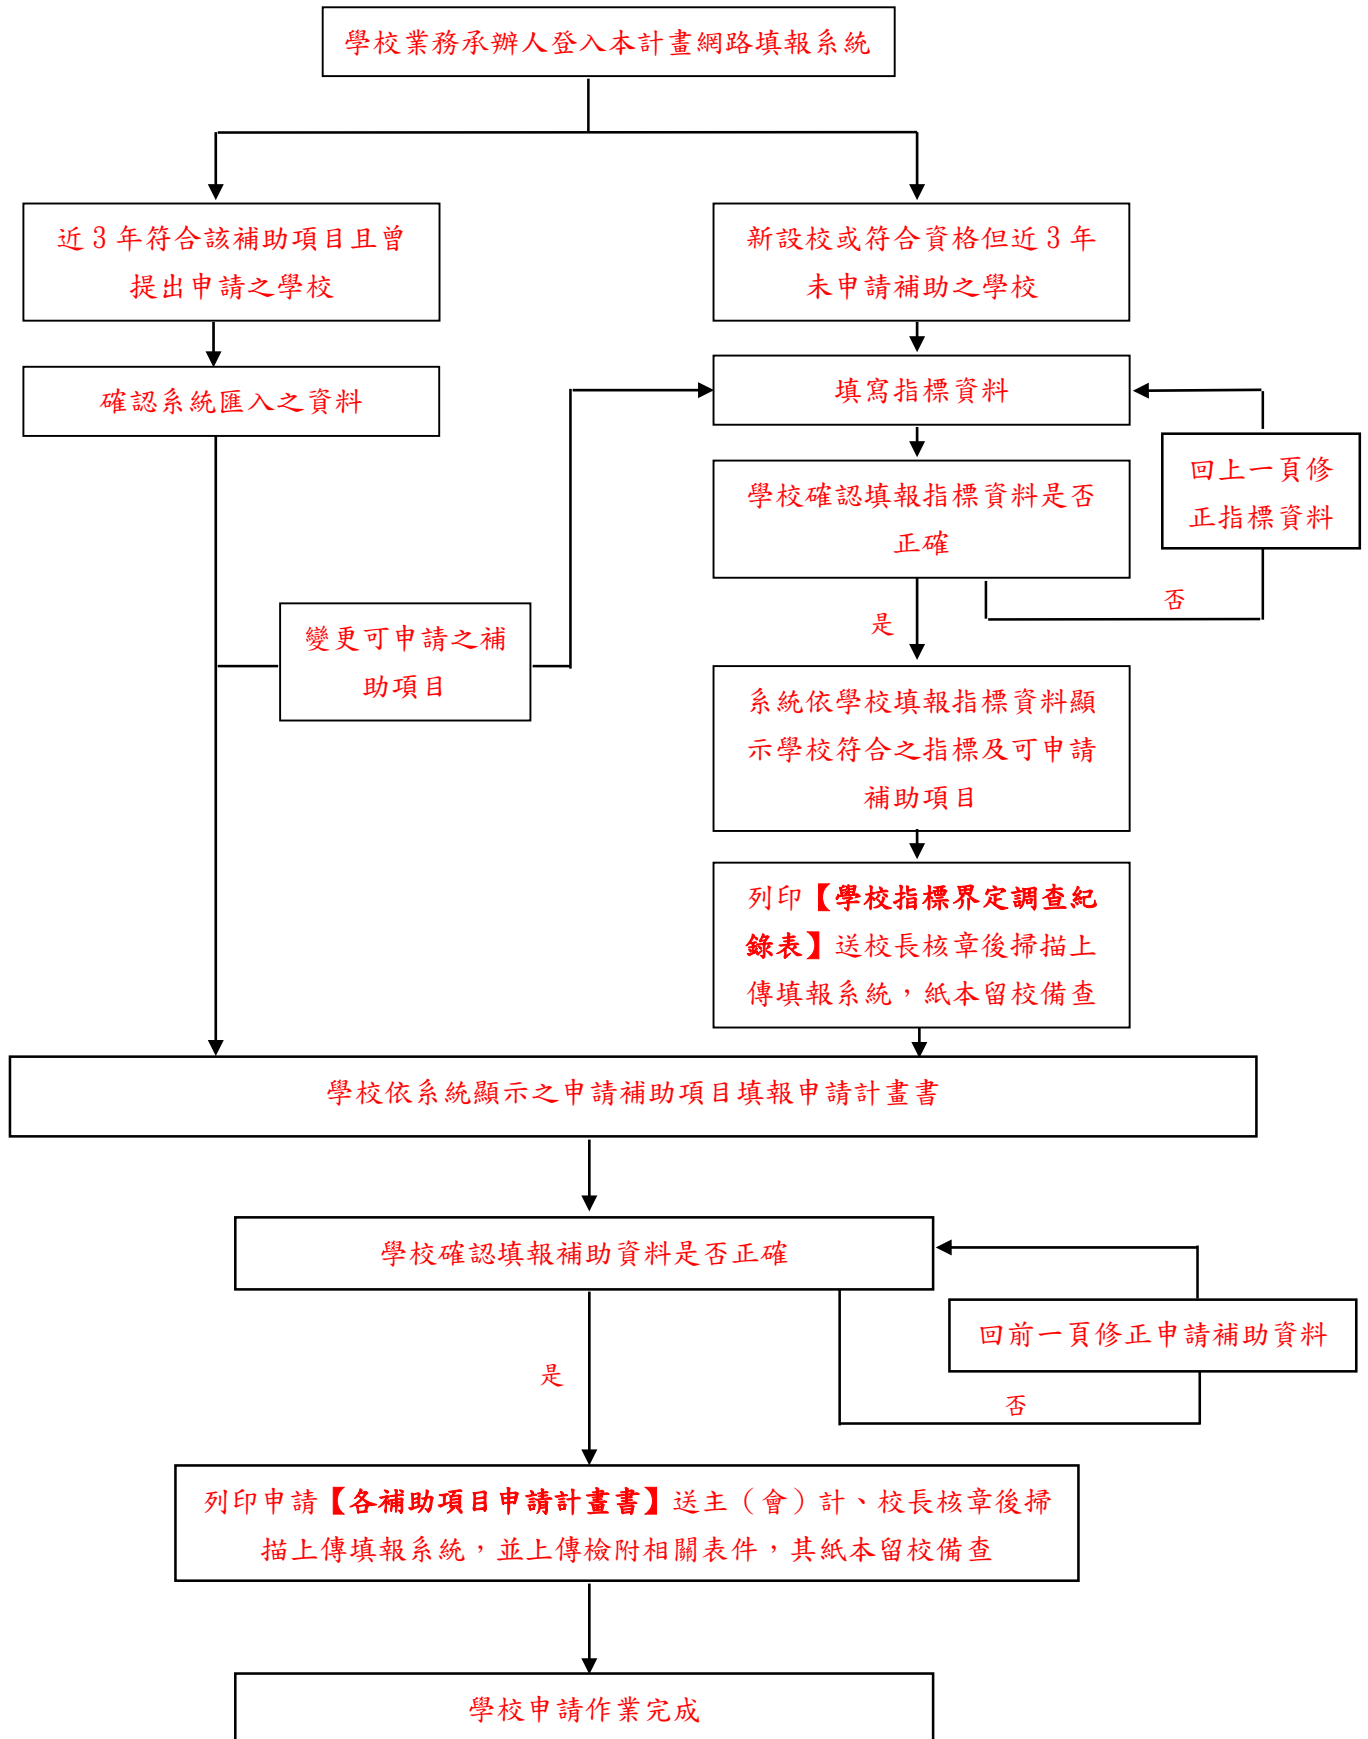 學校業務承辦人登入本計畫網路填報系統
近 3 年符合該補助項目且曾
提出申請之學校
新設校或符合資格但近 3 年
未申請補助之學校
確認系統匯入之資料
填寫指標資料
回上一頁修
正指標資料
學校確認填報指標資料是否
正確
否
是
變更可申請之補
助項目
系統依學校填報指標資料顯
示學校符合之指標及可申請
補助項目
列印【學校指標界定調查紀
錄表】送校長核章後掃描上
傳填報系統，紙本留校備查
學校依系統顯示之申請補助項目填報申請計畫書
學校確認填報補助資料是否正確
回前一頁修正申請補助資料
是
否
列印申請【各補助項目申請計畫書】送主（會）計、校長核章後掃
描上傳填報系統，並上傳檢附相關表件，其紙本留校備查
學校申請作業完成